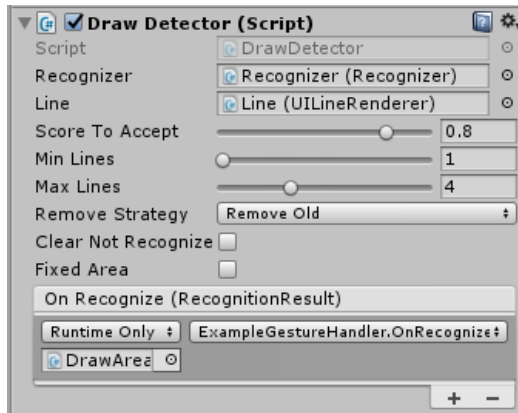 Draw Detector (Script)
Script DrawDetector
Recognizer Recognizer (Recognizer)
Line Line (UILineRenderer)
Score To Accept 0.8
Min Lines 1
Max Lines 4
Remove Strategy Remove Old
Clear Not Recognize
Fixed Area
On Recognize (RecognitionResult)
Runtime Only ExampleGestureHandler.OnRecognize
DrawArea
+ −